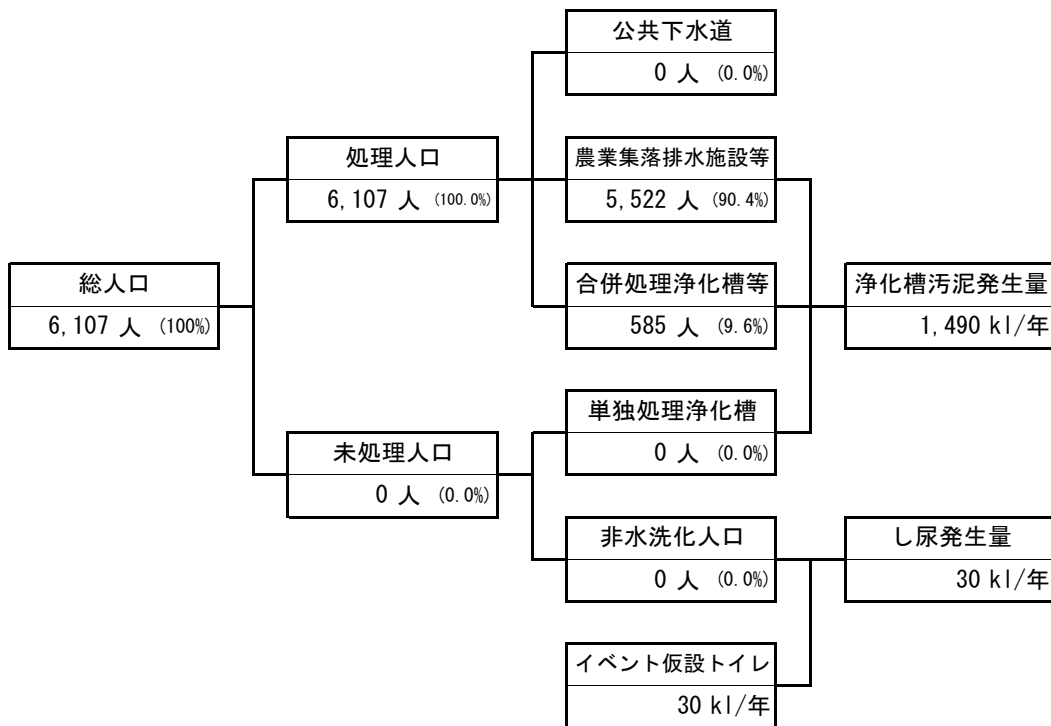 公共下水道
0 人 (0.0%)
処理人口
6,107 人 (100.0%)
農業集落排水施設等
5,522 人 (90.4%)
総人口
6,107 人 (100%)
合併処理浄化槽等
585 人 (9.6%)
浄化槽汚泥発生量
1,490 kl/年
単独処理浄化槽
0 人 (0.0%)
未処理人口
0 人 (0.0%)
非水洗化人口
0 人 (0.0%)
し尿発生量
30 kl/年
イベント仮設トイレ
30 kl/年